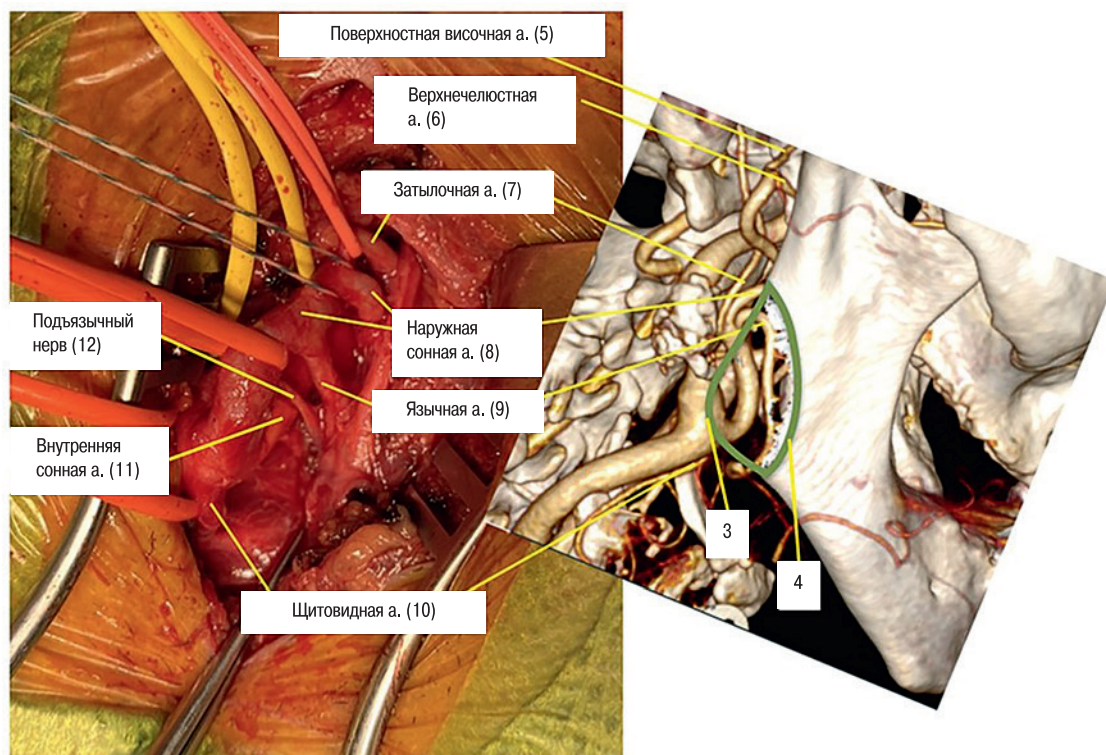 Поверхностная височная а. (5)
Верхнечелюстная
а. (6)
Затылочная а. (7)
Подъязычный
нерв (12)
Наружная
сонная а. (8)
Язычная а. (9)
Внутренняя
сонная а. (11)
3
4
Щитовидная а. (10)